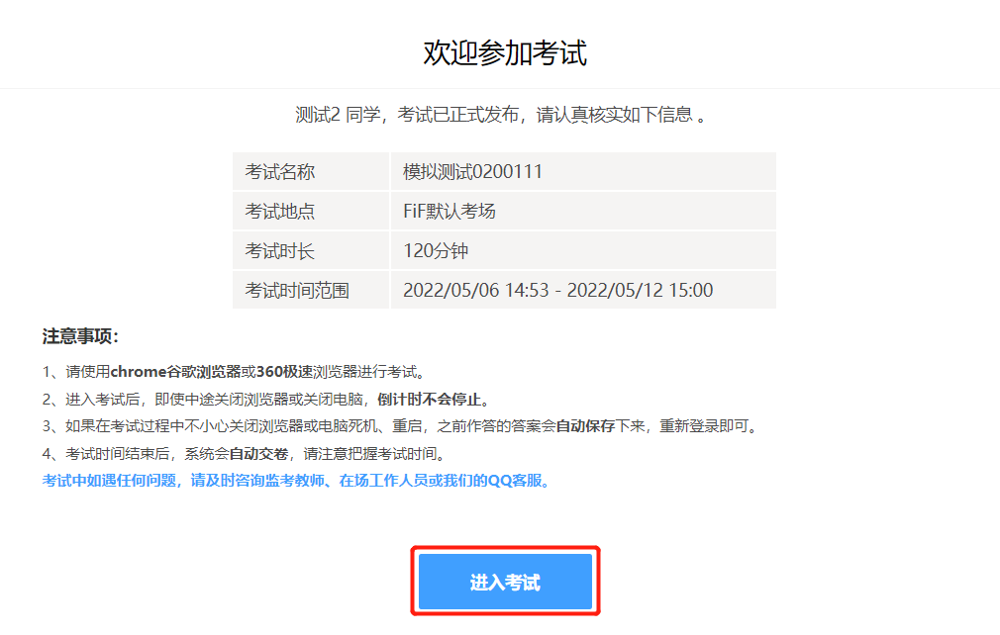 欢迎参加考试
测试2 同学，考试已正式发布，请认真核实如下信息 。
考试名称 模拟测试0200111
考试地点 FiF默认考场
考试时长 120分钟
考试时间范围 2022/05/06 14:53 - 2022/05/12 15:00
注意事项：
1、请使用chrome谷歌浏览器或360极速浏览器进行考试。
2、进入考试后，即使中途关闭浏览器或关闭电脑，倒计时不会停止。
3、如果在考试过程中不小心关闭浏览器或电脑死机、重启，之前作答的答案会自动保存下来，重新登录即可。
4、考试时间结束后，系统会自动交卷，请注意把握考试时间。
考试中如遇任何问题，请及时咨询监考教师、在场工作人员或我们的QQ客服。
进入考试